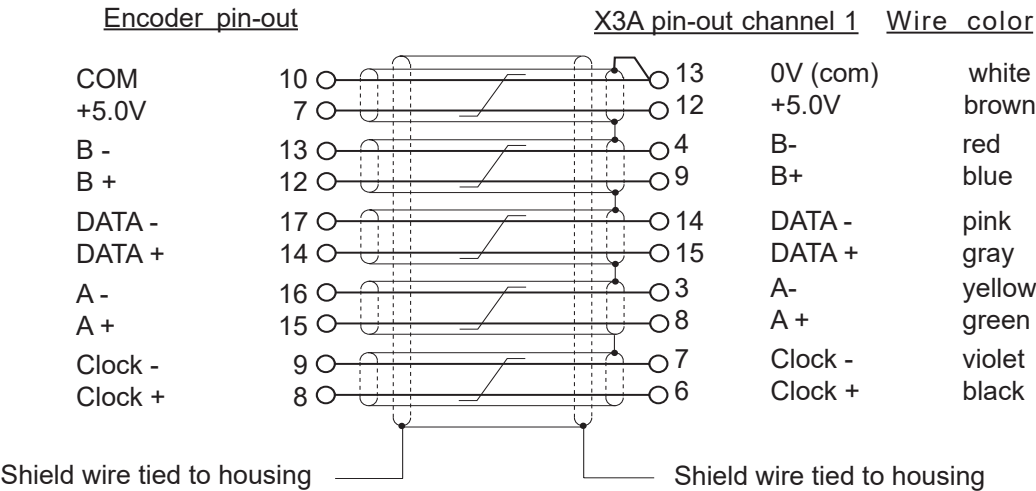 Encoder pin-out X3A pin-out channel 1 Wire color
COM 10 13 0V (com) white
+5.0V 7 12 +5.0V brown
B - 13 4 B- red
B + 12 9 B+ blue
DATA - 17 14 DATA - pink
DATA + 14 15 DATA + gray
A - 16 3 A- yellow
A + 15 8 A + green
Clock - 9 7 Clock - violet
Clock + 8 6 Clock + black
Shield wire tied to housing Shield wire tied to housing